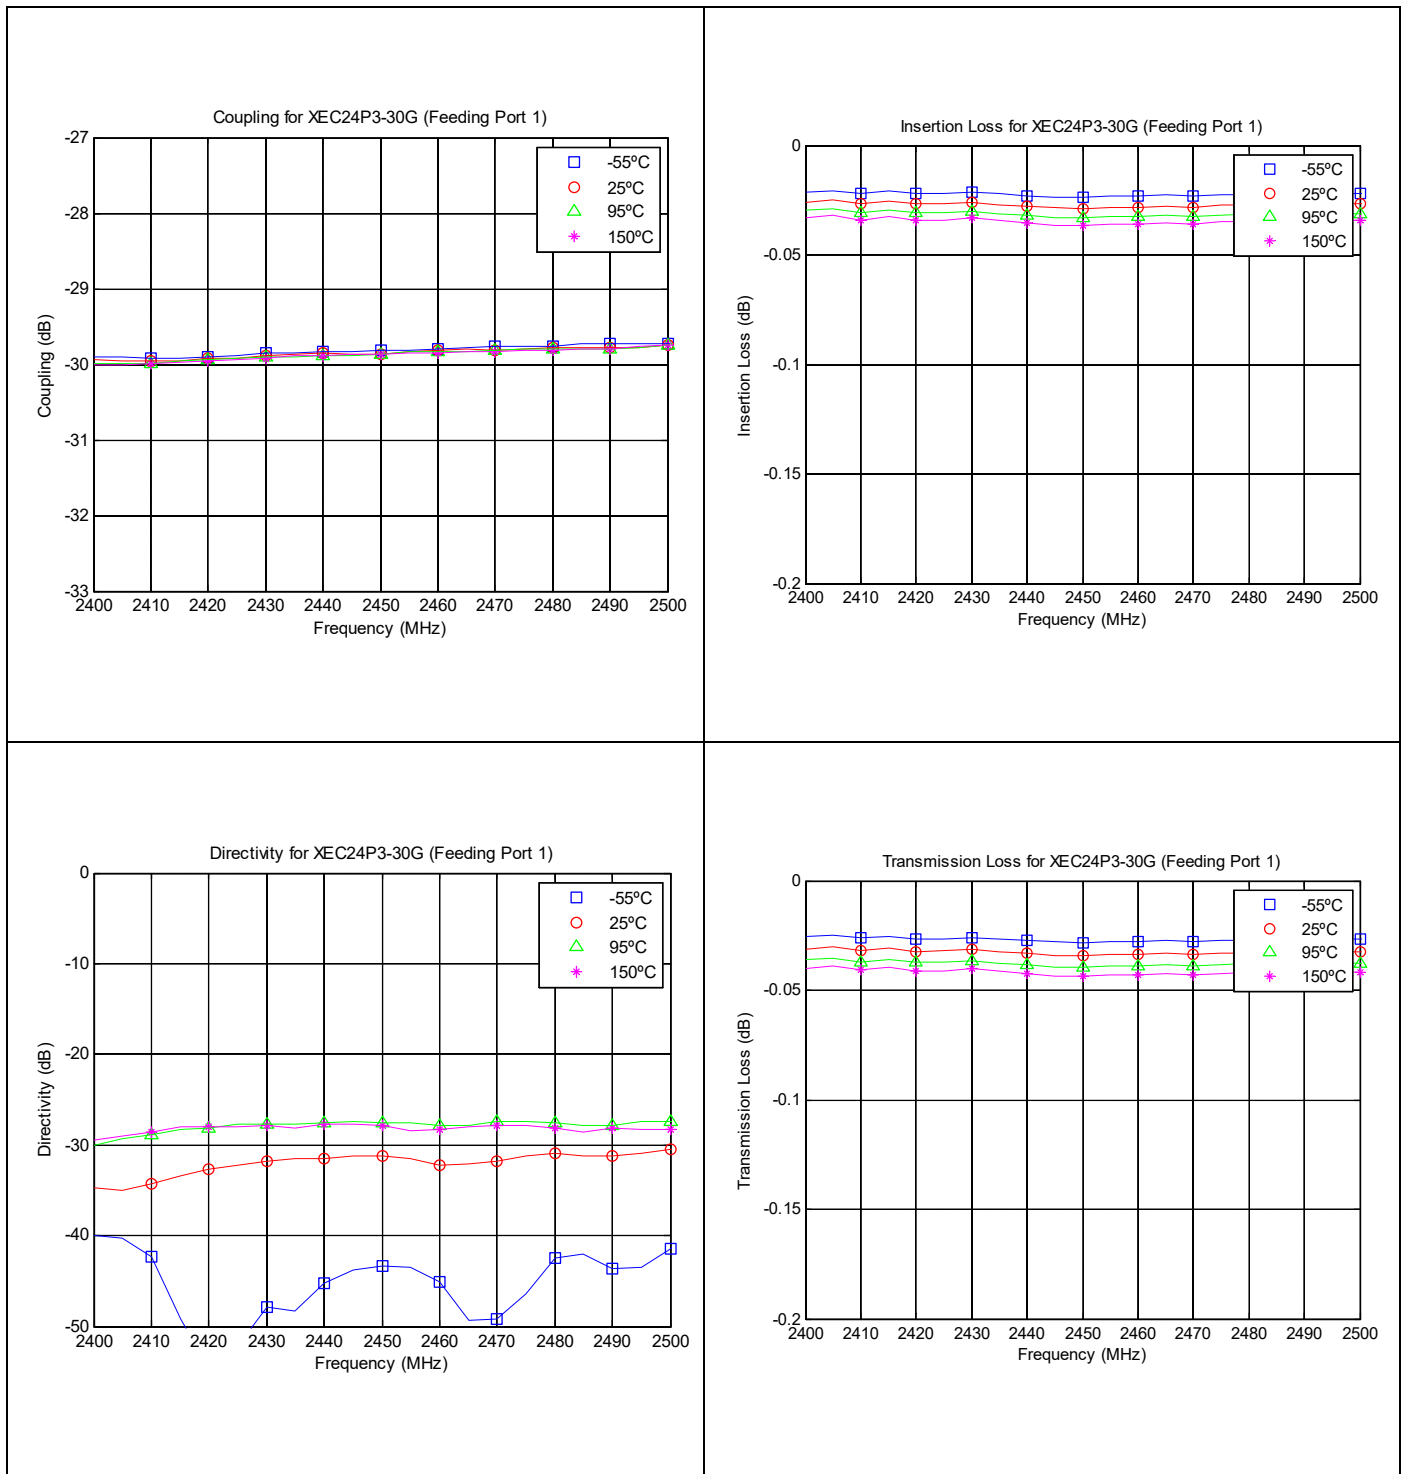 Coupling for XEC24P3-30G (Feeding Port 1)
-27
-28
-29
-30
-31
-32
-33
Coupling (dB)
-55ºC
25ºC
95ºC
150ºC
2400 2410 2420 2430 2440 2450 2460 2470 2480 2490 2500
Frequency (MHz)
Insertion Loss for XEC24P3-30G (Feeding Port 1)
0
-0.05
-0.1
-0.15
-0.2
Insertion Loss (dB)
-55ºC
25ºC
95ºC
150ºC
2400 2410 2420 2430 2440 2450 2460 2470 2480 2490 2500
Frequency (MHz)
Directivity for XEC24P3-30G (Feeding Port 1)
0
-10
-20
-30
-40
-50
Directivity (dB)
-55ºC
25ºC
95ºC
150ºC
2400 2410 2420 2430 2440 2450 2460 2470 2480 2490 2500
Frequency (MHz)
Transmission Loss for XEC24P3-30G (Feeding Port 1)
0
-0.05
-0.1
-0.15
-0.2
Transmission Loss (dB)
-55ºC
25ºC
95ºC
150ºC
2400 2410 2420 2430 2440 2450 2460 2470 2480 2490 2500
Frequency (MHz)